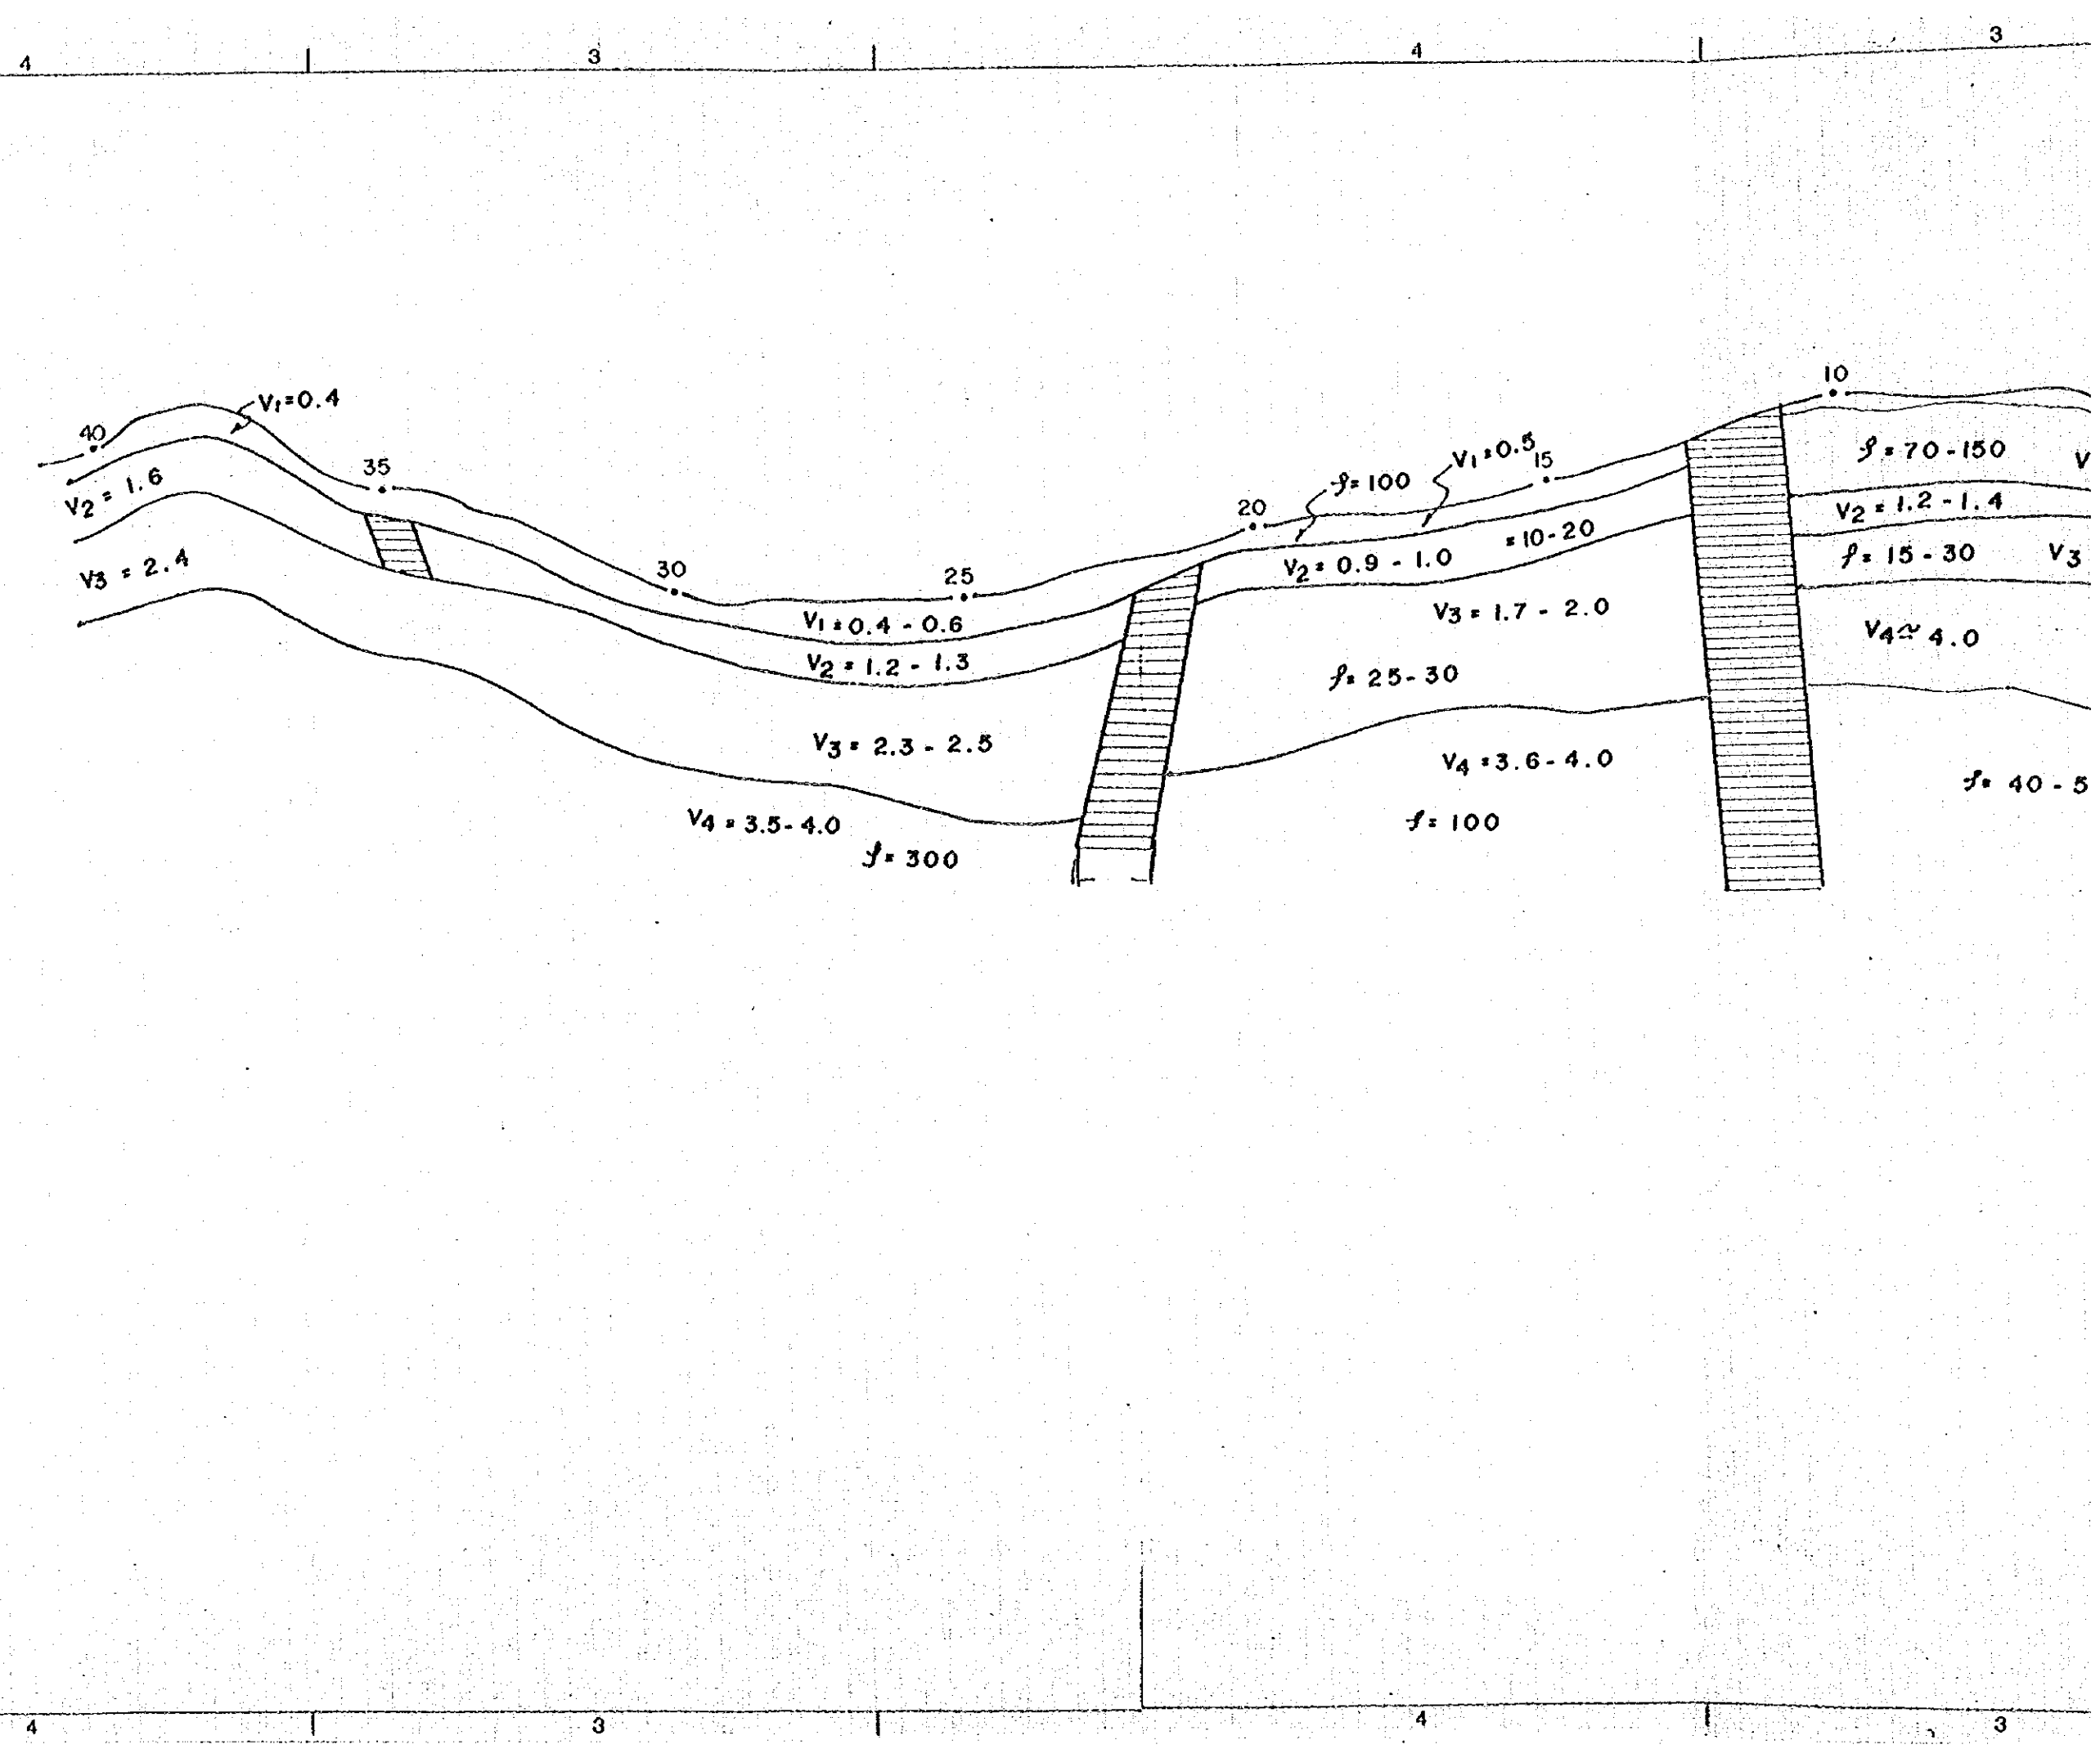 4 3 4 3
V1=0.4
40
35
30
25
20
15
10
V2 = 1.6
V3 = 2.4
V1=0.4 - 0.6
V2 = 1.2 - 1.3
V3 = 2.3 - 2.5
V4 = 3.5-4.0
ρ= 300
ρ=100
V1=0.5
V2 = 0.9 - 1.0
=10-20
V3 = 1.7 - 2.0
ρ= 25-30
V4 =3.6-4.0
ρ= 100
ρ=70-150
V
V2 = 1.2 - 1.4
ρ= 15-30
V3
V4≃ 4.0
ρ= 40 - 5
4 3 4 3